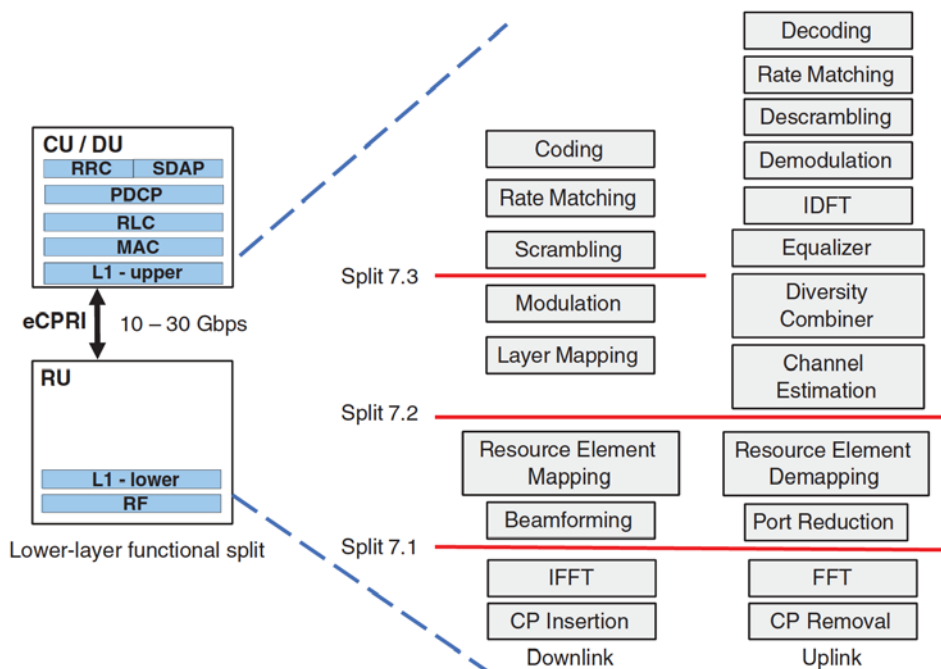 CU / DU
RRC
SDAP
PDCP
RLC
MAC
L1 - upper
eCPRI
10 – 30 Gbps
RU
L1 - lower
RF
Lower-layer functional split
Split 7.3
Split 7.2
Split 7.1
Coding
Rate Matching
Scrambling
Modulation
Layer Mapping
Resource Element
Mapping
Beamforming
IFFT
CP Insertion
Downlink
Decoding
Rate Matching
Descrambling
Demodulation
IDFT
Equalizer
Diversity
Combiner
Channel
Estimation
Resource Element
Demapping
Port Reduction
FFT
CP Removal
Uplink